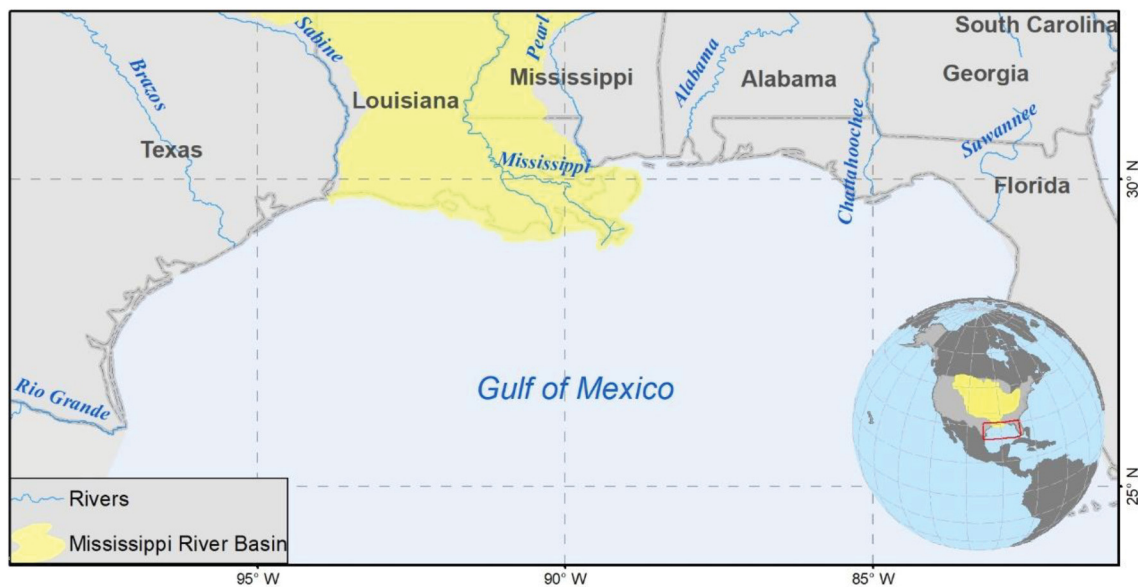 South Carolina
Sabine
Pearl
Brazos
Mississippi
Alabama
Alabama
Georgia
Louisiana
Texas
Suwannee
Mississippi
Chattahoochee
Florida
30° N
Gulf of Mexico
Rio Grande
25° N
Rivers
Mississippi River Basin
95° W
90° W
85° W